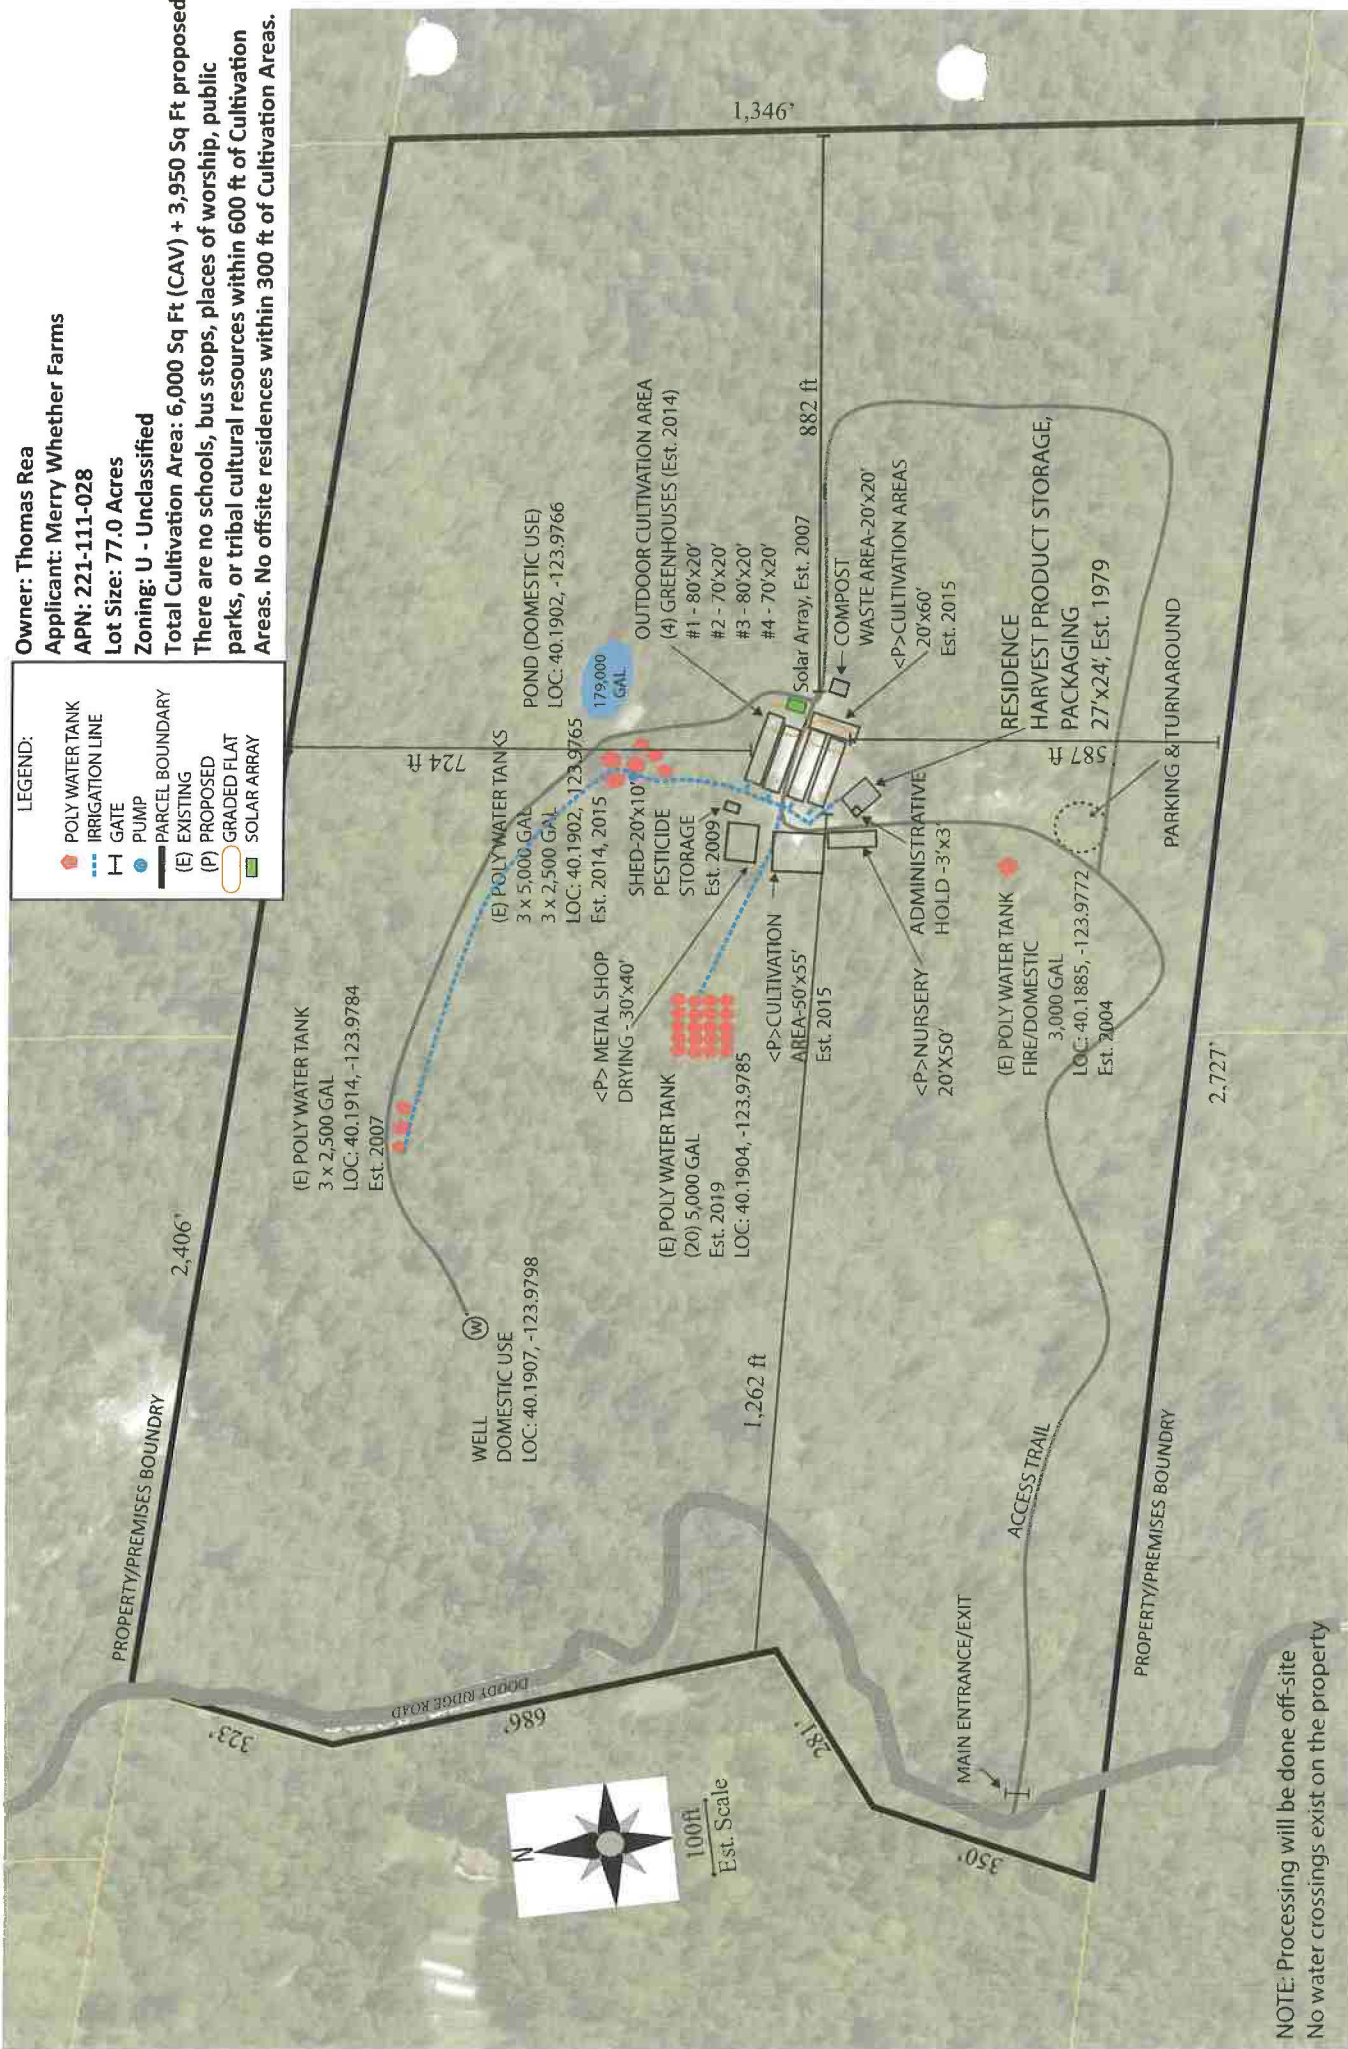 Owner: Thomas Rea
Applicant: Merry Whether Farms
APN: 221-111-028
Lot Size: 77.0 Acres
Zoning: U - Unclassified
Total Cultivation Area: 6,000 Sq Ft (CAV) + 3,950 Sq Ft proposed
There are no schools, bus stops, places of worship, public
parks, or tribal cultural resources within 600 ft of Cultivation
Areas. No offsite residences within 300 ft of Cultivation Areas.
LEGEND:
POLY WATER TANK
IRRIGATION LINE
GATE
PUMP
PARCEL BOUNDARY
(E) EXISTING
(P) PROPOSED
GRADED FLAT
SOLAR ARRAY
PROPERTY/PREMISES BOUNDRY
2,406'
1,346'
(E) POLY WATER TANK
3 x 2,500 GAL
LOC: 40.1914, -123.9784
Est. 2007
724 ft
WELL
DOMESTIC USE
LOC: 40.1907, -123.9798
W
(E) POLY WATER TANKS
3 x 5,000 GAL
3 x 2,500 GAL
LOC: 40.1902, -123.9765
Est. 2014, 2015
POND (DOMESTIC USE)
LOC: 40.1902, -123.9766
179,000
GAL
SHED-20'x10'
PESTICIDE
STORAGE
Est. 2009
OUTDOOR CULTIVATION AREA
(4) GREENHOUSES (Est. 2014)
#1 - 80'x20'
#2 - 70'x20'
#3 - 80'x20'
#4 - 70'x20'
<P> METAL SHOP
DRYING - 30'x40'
(E) POLY WATER TANK
(20) 5,000 GAL
Est. 2019
LOC: 40.1904, -123.9785
Solar Array, Est. 2007
882 ft
<P>CULTIVATION
AREA-50'x55'
Est. 2015
COMPOST
WASTE AREA-20'x20'
<P>CULTIVATION AREAS
20'x60'
Est. 2015
1,262 ft
<P>NURSERY
20'X50'
ADMINISTRATIVE
HOLD -3'x3'
RESIDENCE
HARVEST PRODUCT STORAGE,
PACKAGING
27'x24', Est. 1979
587 ft
(E) POLY WATER TANK
FIRE/DOMESTIC
3,000 GAL
LOC: 40.1885, -123.9772
Est. 2004
PARKING & TURNAROUND
323'
DOODY RIDGE ROAD
686'
281'
350'
N
100ft
Est. Scale
MAIN ENTRANCE/EXIT
ACCESS TRAIL
PROPERTY/PREMISES BOUNDRY
2,727'
NOTE: Processing will be done off-site
No water crossings exist on the property